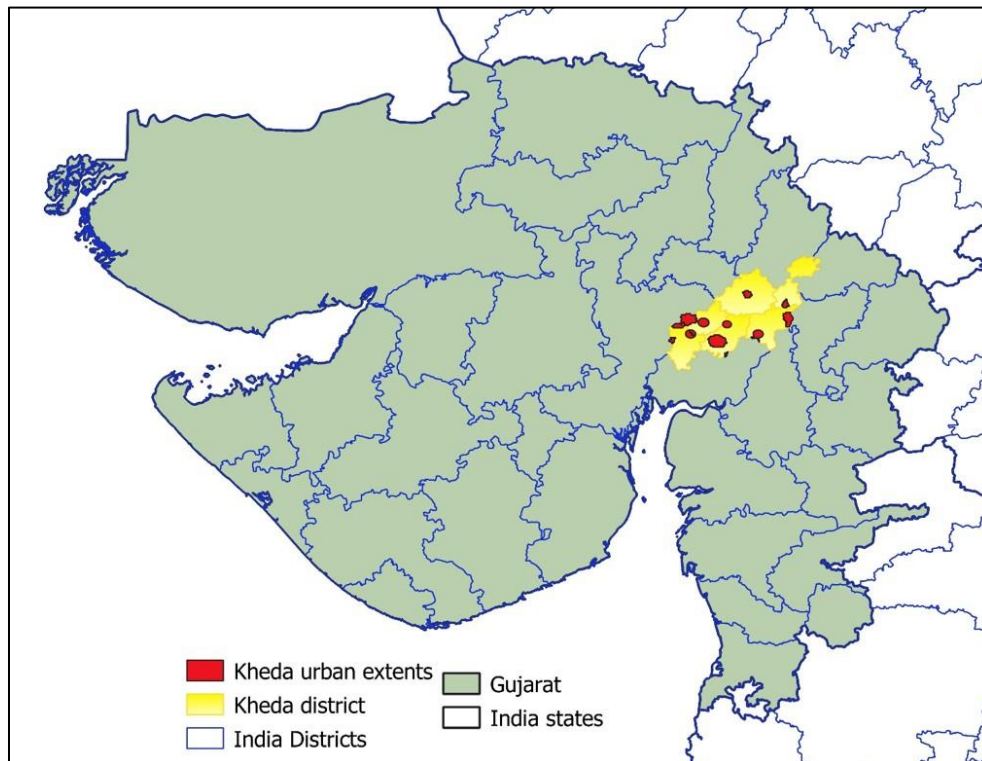 Kheda urban extents
Kheda district
India Districts
Gujarat
India states